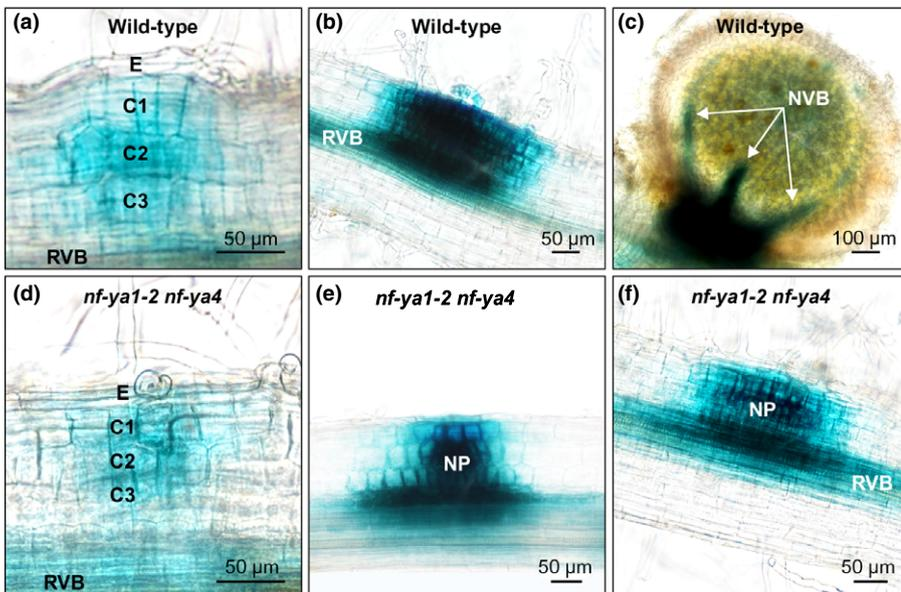 (a) Wild-type
E
C1
C2
C3
RVB
50 µm
(b) Wild-type
RVB
50 µm
(c) Wild-type
NVB
100 µm
(d) nf-ya1-2 nf-ya4
E
C1
C2
C3
RVB
50 µm
(e) nf-ya1-2 nf-ya4
NP
50 µm
(f) nf-ya1-2 nf-ya4
NP
RVB
50 µm